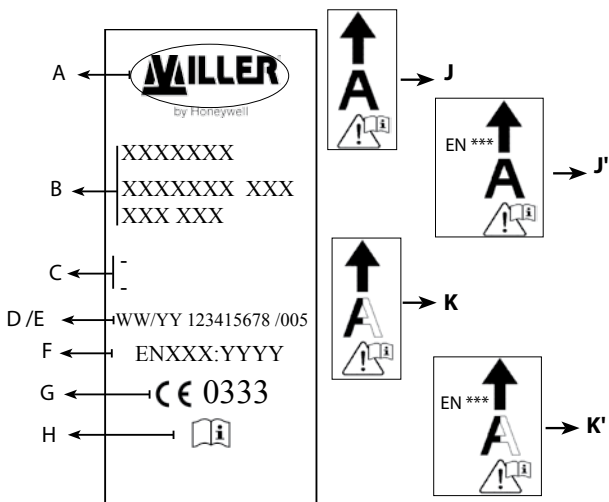 A
MILLER
by Honeywell
B
XXXXXXX
XXXXXXX XXX
XXX XXX
C
-
-
D /E
WW/YY 123415678 /005
F
ENXXX:YYYY
G
CE 0333
H
i
A
!
i
J
EN ***
A
!
i
J'
A
!
i
K
EN ***
A
!
i
K'